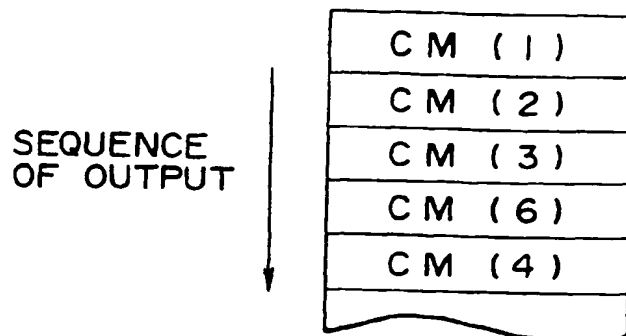 SEQUENCE
OF OUTPUT
CM (1)
CM (2)
CM (3)
CM (6)
CM (4)